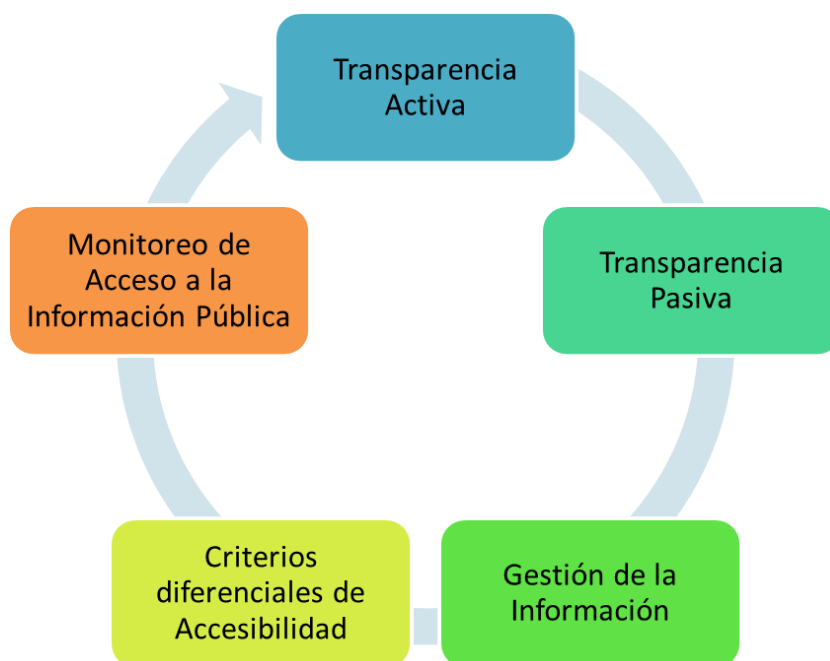 Transparencia
Activa
Transparencia
Pasiva
Gestión de la
Información
Criterios
diferenciales de
Accesibilidad
Monitoreo de
Acceso a la
Información Pública